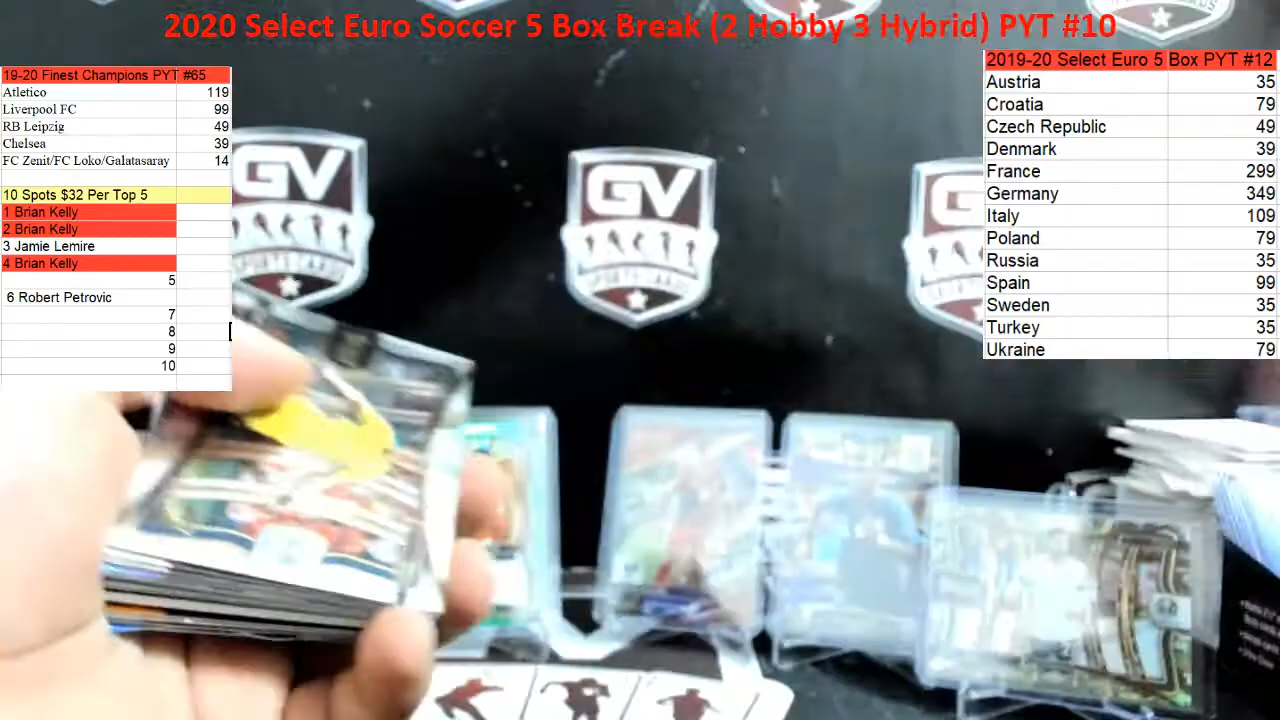 2020 Select Euro Soccer 5 Box Break (2 Hobby 3 Hybrid) PYT #10
19-20 Finest Champions PYT #65
Atletico 119
Liverpool FC 99
RB Leipzig 49
Chelsea 39
FC Zenit/FC Loko/Galatasaray 14
10 Spots $32 Per Top 5
1 Brian Kelly
2 Brian Kelly
3 Jamie Lemire
4 Brian Kelly
5
6 Robert Petrovic
7
8
9
10
2019-20 Select Euro 5 Box PYT #12
Austria 35
Croatia 79
Czech Republic 49
Denmark 39
France 299
Germany 349
Italy 109
Poland 79
Russia 35
Spain 99
Sweden 35
Turkey 35
Ukraine 79
GV
SPORTS CARDS
GV
SPORTS CARDS